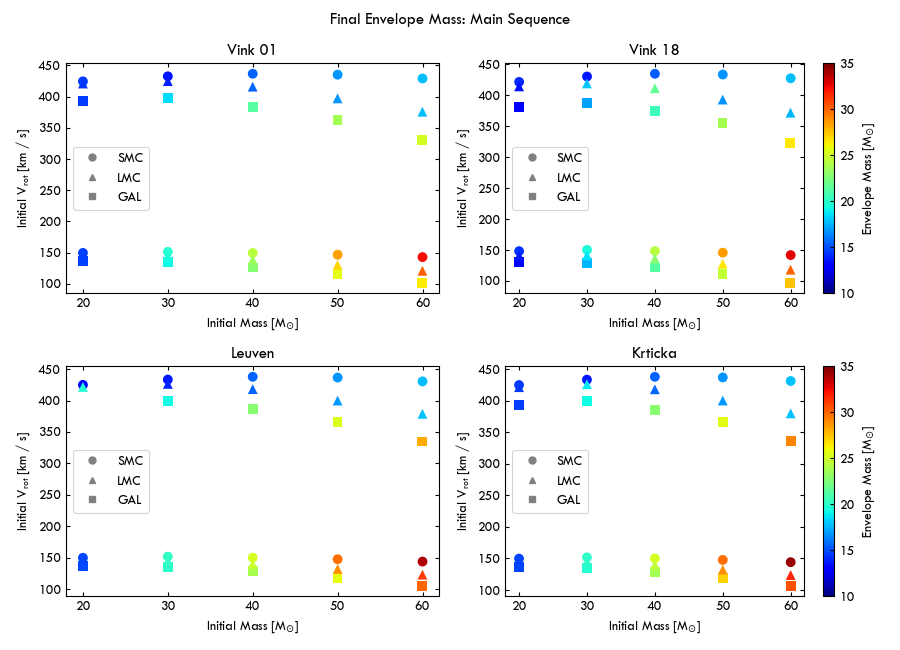 Final Envelope Mass: Main Sequence
Vink 01
450
400
350
300
250
200
150
100
20
30
40
50
60
Initial V_rot [km / s]
Initial Mass [M⊙]
SMC
LMC
GAL
Vink 18
450
400
350
300
250
200
150
100
20
30
40
50
60
Initial V_rot [km / s]
Initial Mass [M⊙]
SMC
LMC
GAL
35
30
25
20
15
10
Envelope Mass [M⊙]
Leuven
450
400
350
300
250
200
150
100
20
30
40
50
60
Initial V_rot [km / s]
Initial Mass [M⊙]
SMC
LMC
GAL
Krticka
450
400
350
300
250
200
150
100
20
30
40
50
60
Initial V_rot [km / s]
Initial Mass [M⊙]
SMC
LMC
GAL
35
30
25
20
15
10
Envelope Mass [M⊙]